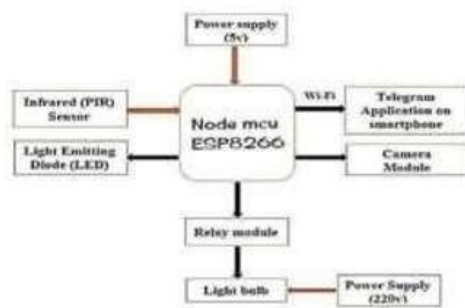 Power supply
(5v)
Infrared (PIR)
Sensor
Node mcu
ESP8266
Wi-Fi
Telegram
Application on
smartphone
Light Emitting
Diode (LED)
Camera
Module
Relay module
Light bulb
Power Supply
(220v)